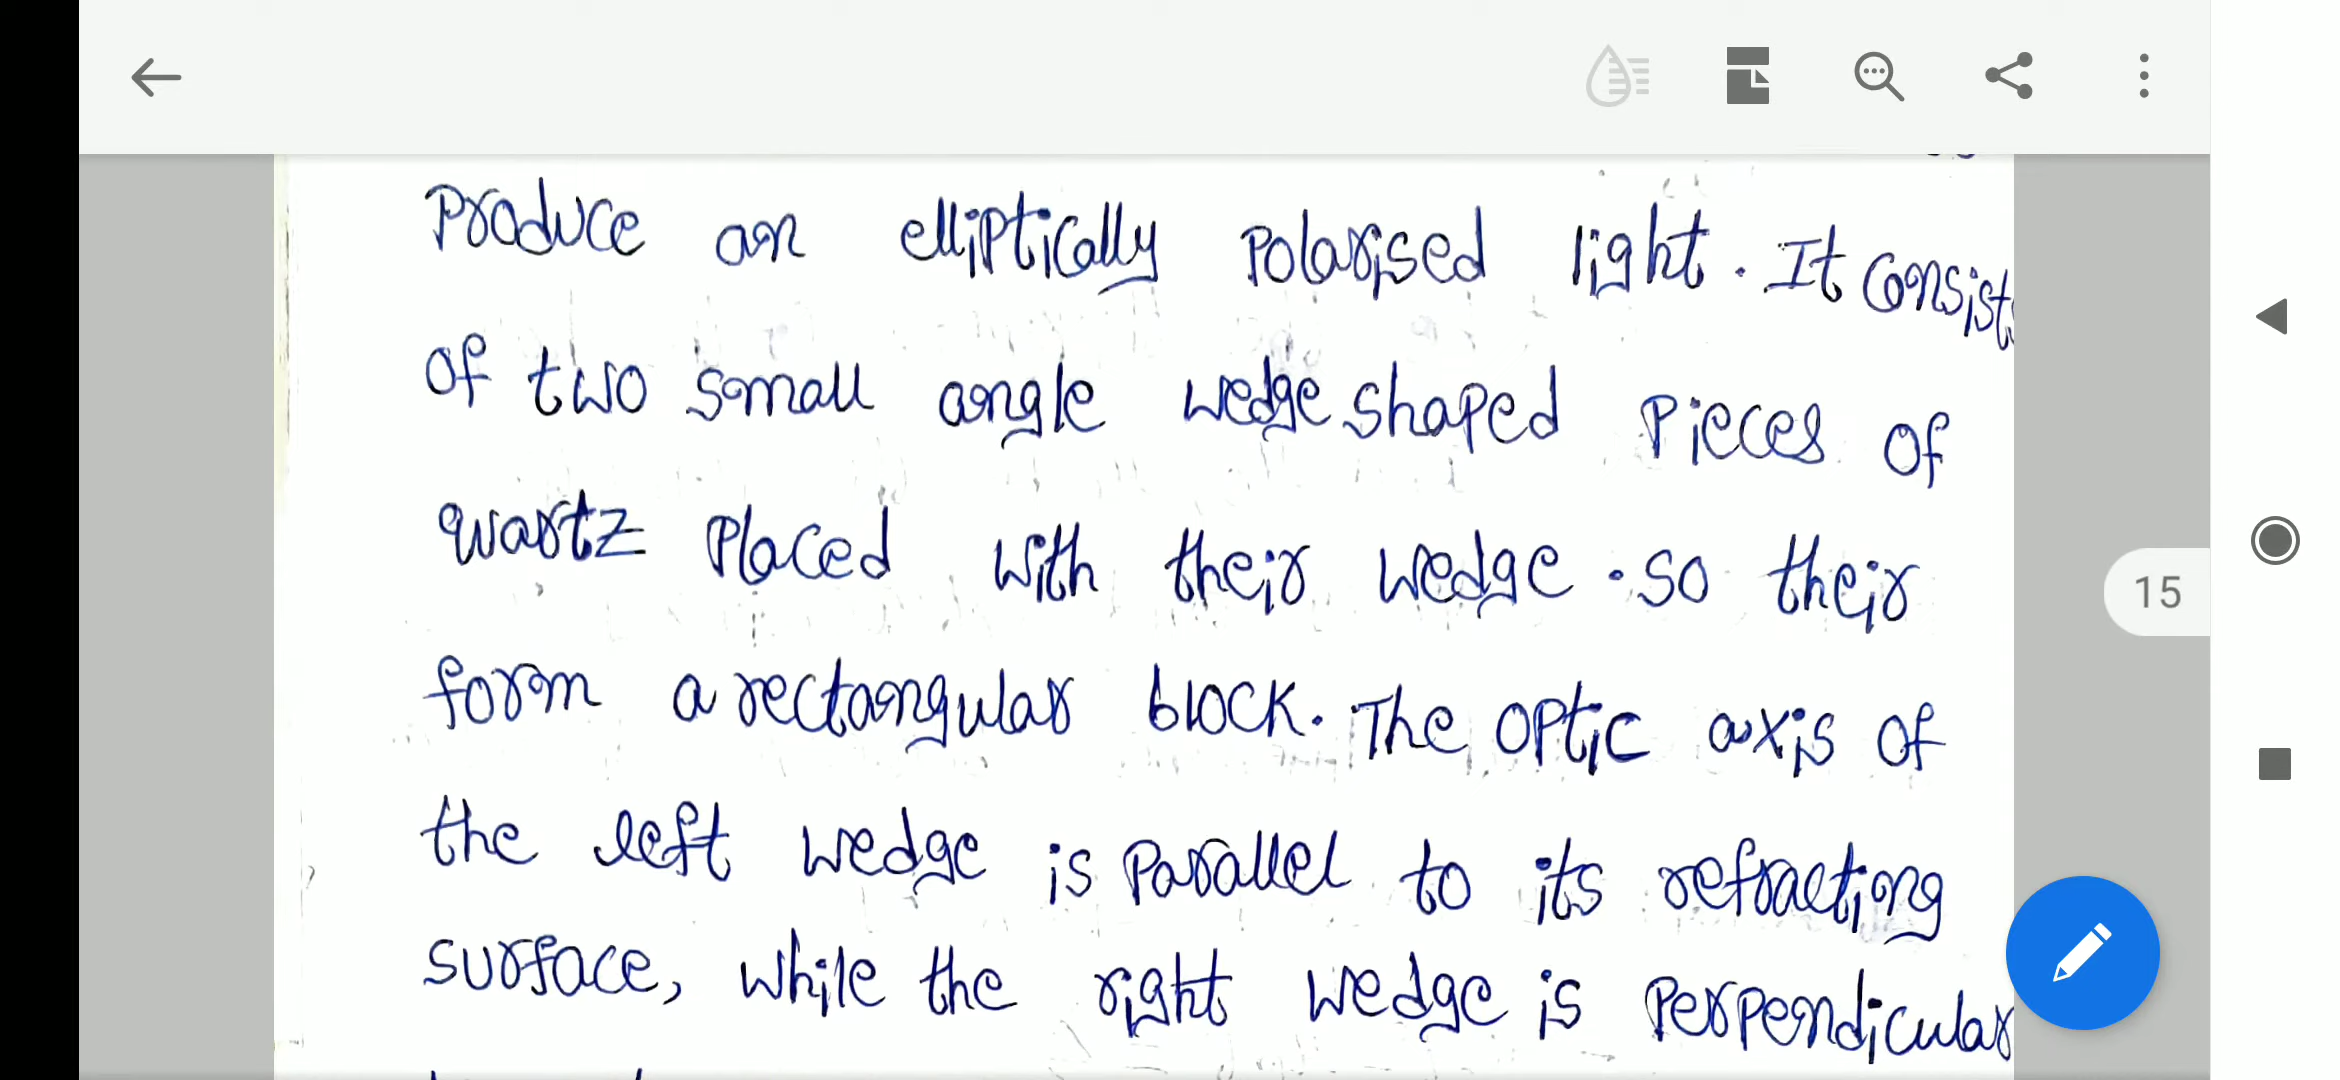 Produce an elliptically Polarised light. It consists
of two small angle wedge shaped Pieces of
quartz Placed with their wedge. so their
form a rectangular block. The optic axis of
15
the left wedge is Parallel to its refracting
surface, while the right wedge is Perpendicular